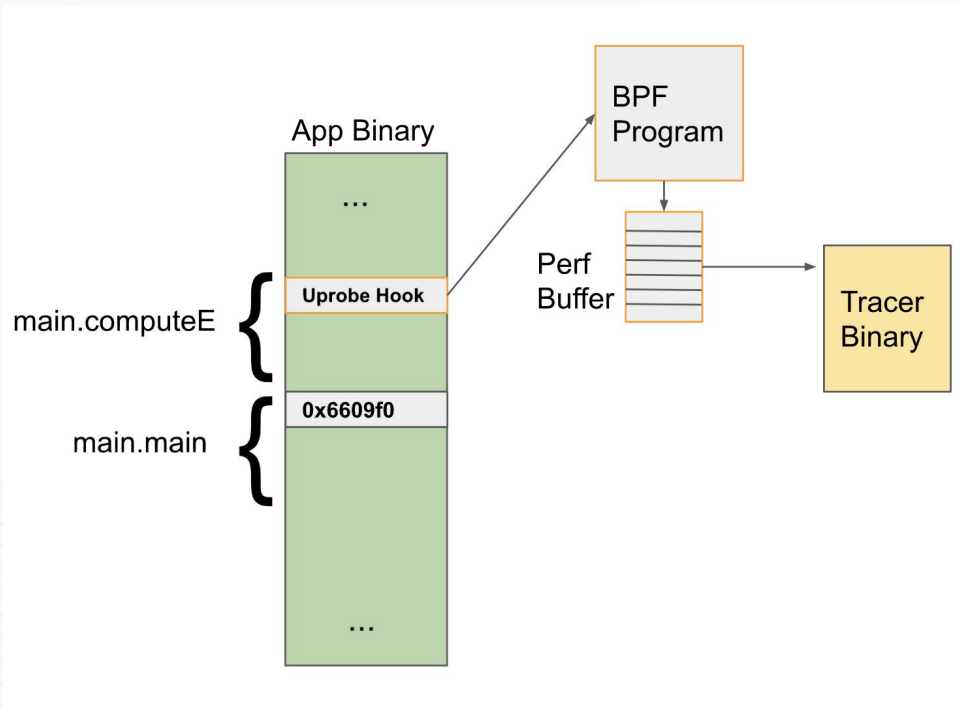 BPF
Program
App Binary
...
Perf
Buffer
Uprobe Hook
Tracer
Binary
main.computeE
{
0x6609f0
main.main
{
...